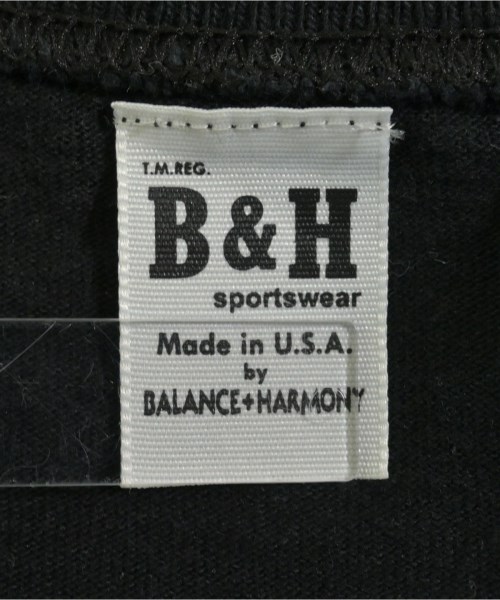 T.M.REG.
B&H
sportswear
Made in U.S.A.
by
BALANCE+HARMONY